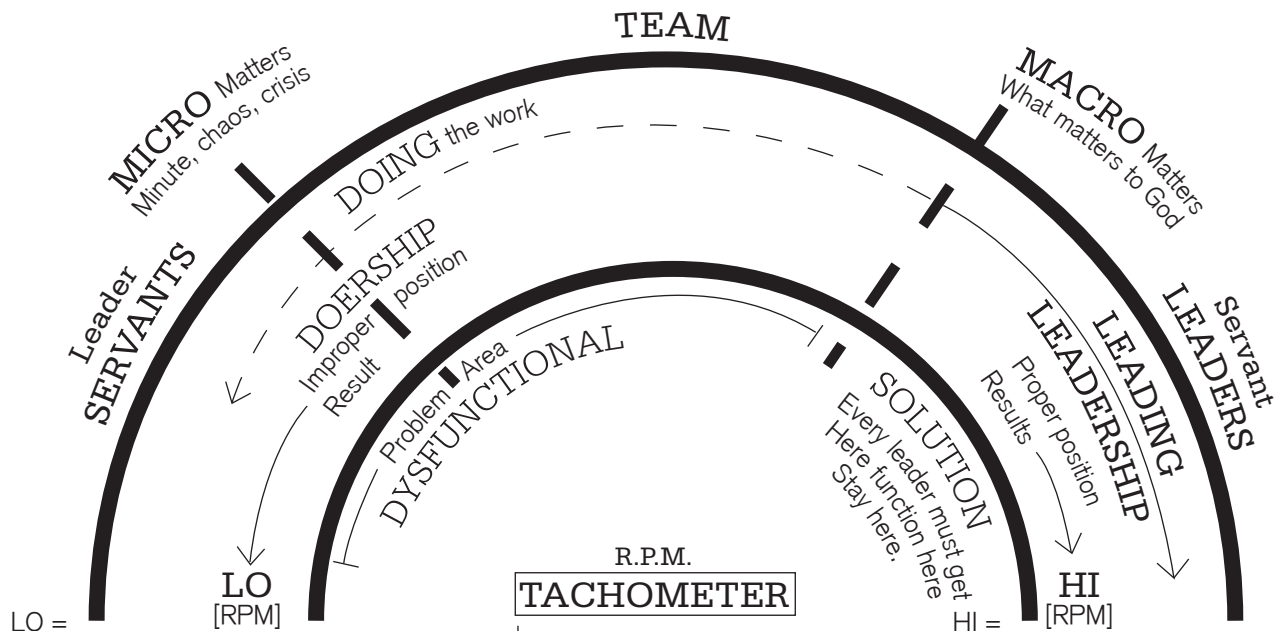 TEAM
MICRO Matters
Minute, chaos, crisis
MACRO Matters
What matters to God
DOING the work
Leader
SERVANTS
DOERSHIP
Improper position
Result
Servant
LEADERS
LEADING
LEADERSHIP
Proper position
Results
Problem Area
DYSFUNCTIONAL
SOLUTION
Every leader must get
Here function here
Stay here.
R.P.M.
TACHOMETER
LO
[RPM]
HI
[RPM]
LO =
HI =